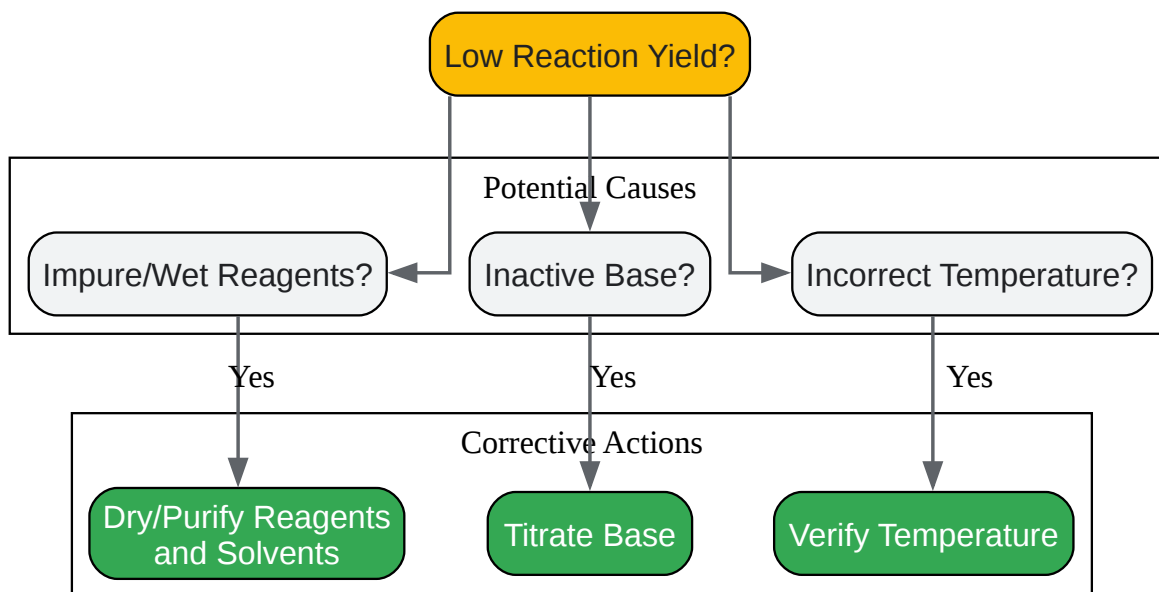 Low Reaction Yield?
Potential Causes
Impure/Wet Reagents?
Inactive Base?
Incorrect Temperature?
Yes
Yes
Yes
Corrective Actions
Dry/Purify Reagents
and Solvents
Titrate Base
Verify Temperature